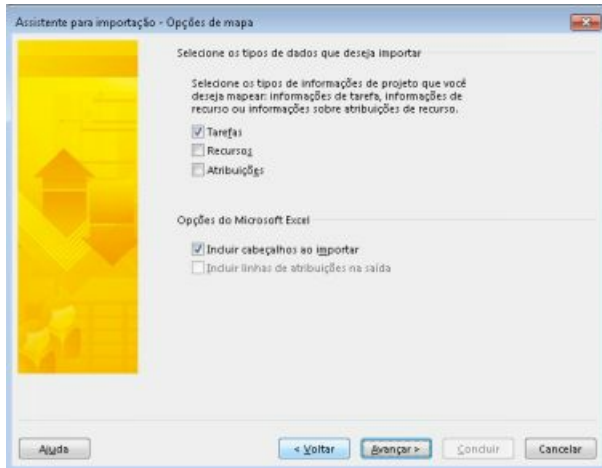 Assistente para importação - Opções de mapa
Selecione os tipos de dados que deseja importar
Selecione os tipos de informações de projeto que você
deseja mapear: informações de tarefa, informações de
recurso ou informações sobre atribuições de recurso.
Tarefas
Recursos
Atribuições
Opções do Microsoft Excel
Incluir cabeçalhos ao importar
Incluir linhas de atribuições na saída
Ajuda
< Voltar
Avançar >
Concluir
Cancelar